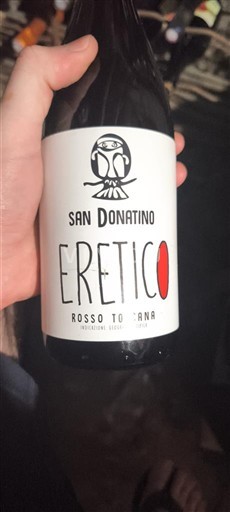 SAN DONATINO
ERETICO
ROSSO TOSCANA